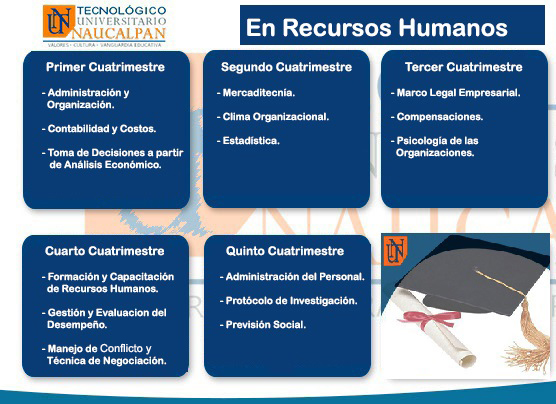 TECNOLÓGICO
UNIVERSITARIO
NAUCALPAN
VALORES · CULTURA · VANGUARDIA EDUCATIVA
En Recursos Humanos
Primer Cuatrimestre
- Administración y
Organización.
- Contabilidad y Costos.
- Toma de Decisiones a partir
de Análisis Económico.
Segundo Cuatrimestre
- Mercaditecnía.
- Clima Organizacional.
- Estadística.
Tercer Cuatrimestre
- Marco Legal Empresarial.
- Compensaciones.
- Psicología de las
Organizaciones.
Cuarto Cuatrimestre
- Formación y Capacitación
de Recursos Humanos.
- Gestión y Evaluacion del
Desempeño.
- Manejo de Conflicto y
Técnica de Negociación.
Quinto Cuatrimestre
- Administración del Personal.
- Protócolo de Investigación.
- Previsión Social.